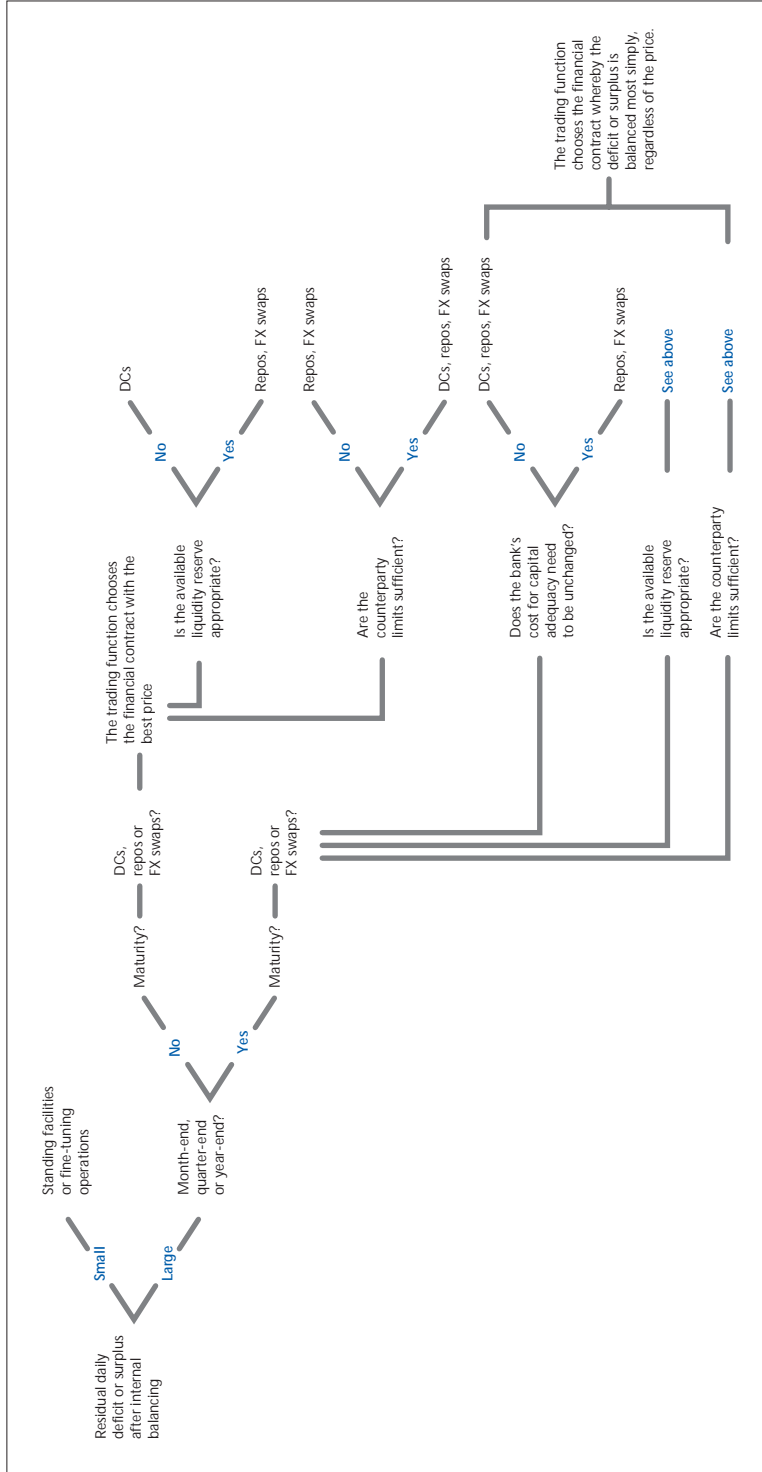 Residual daily
deficit or surplus
after internal
balancing
Small
Large
Standing facilities
or fine-tuning
operations
Month-end,
quarter-end
or year-end?
No
Yes
Maturity?
Maturity?
DCs,
repos or
FX swaps?
DCs,
repos or
FX swaps?
The trading function chooses
the financial contract with the
best price
Is the available
liquidity reserve
appropriate?
No
Yes
DCs
Repos, FX swaps
Are the
counterparty
limits sufficient?
No
Yes
Repos, FX swaps
DCs, repos, FX swaps
Does the bank's
cost for capital
adequacy need
to be unchanged?
No
Yes
DCs, repos, FX swaps
Repos, FX swaps
Is the available
liquidity reserve
appropriate?
See above
Are the counterparty
limits sufficient?
See above
The trading function
chooses the financial
contract whereby the
deficit or surplus is
balanced most simply,
regardless of the price.